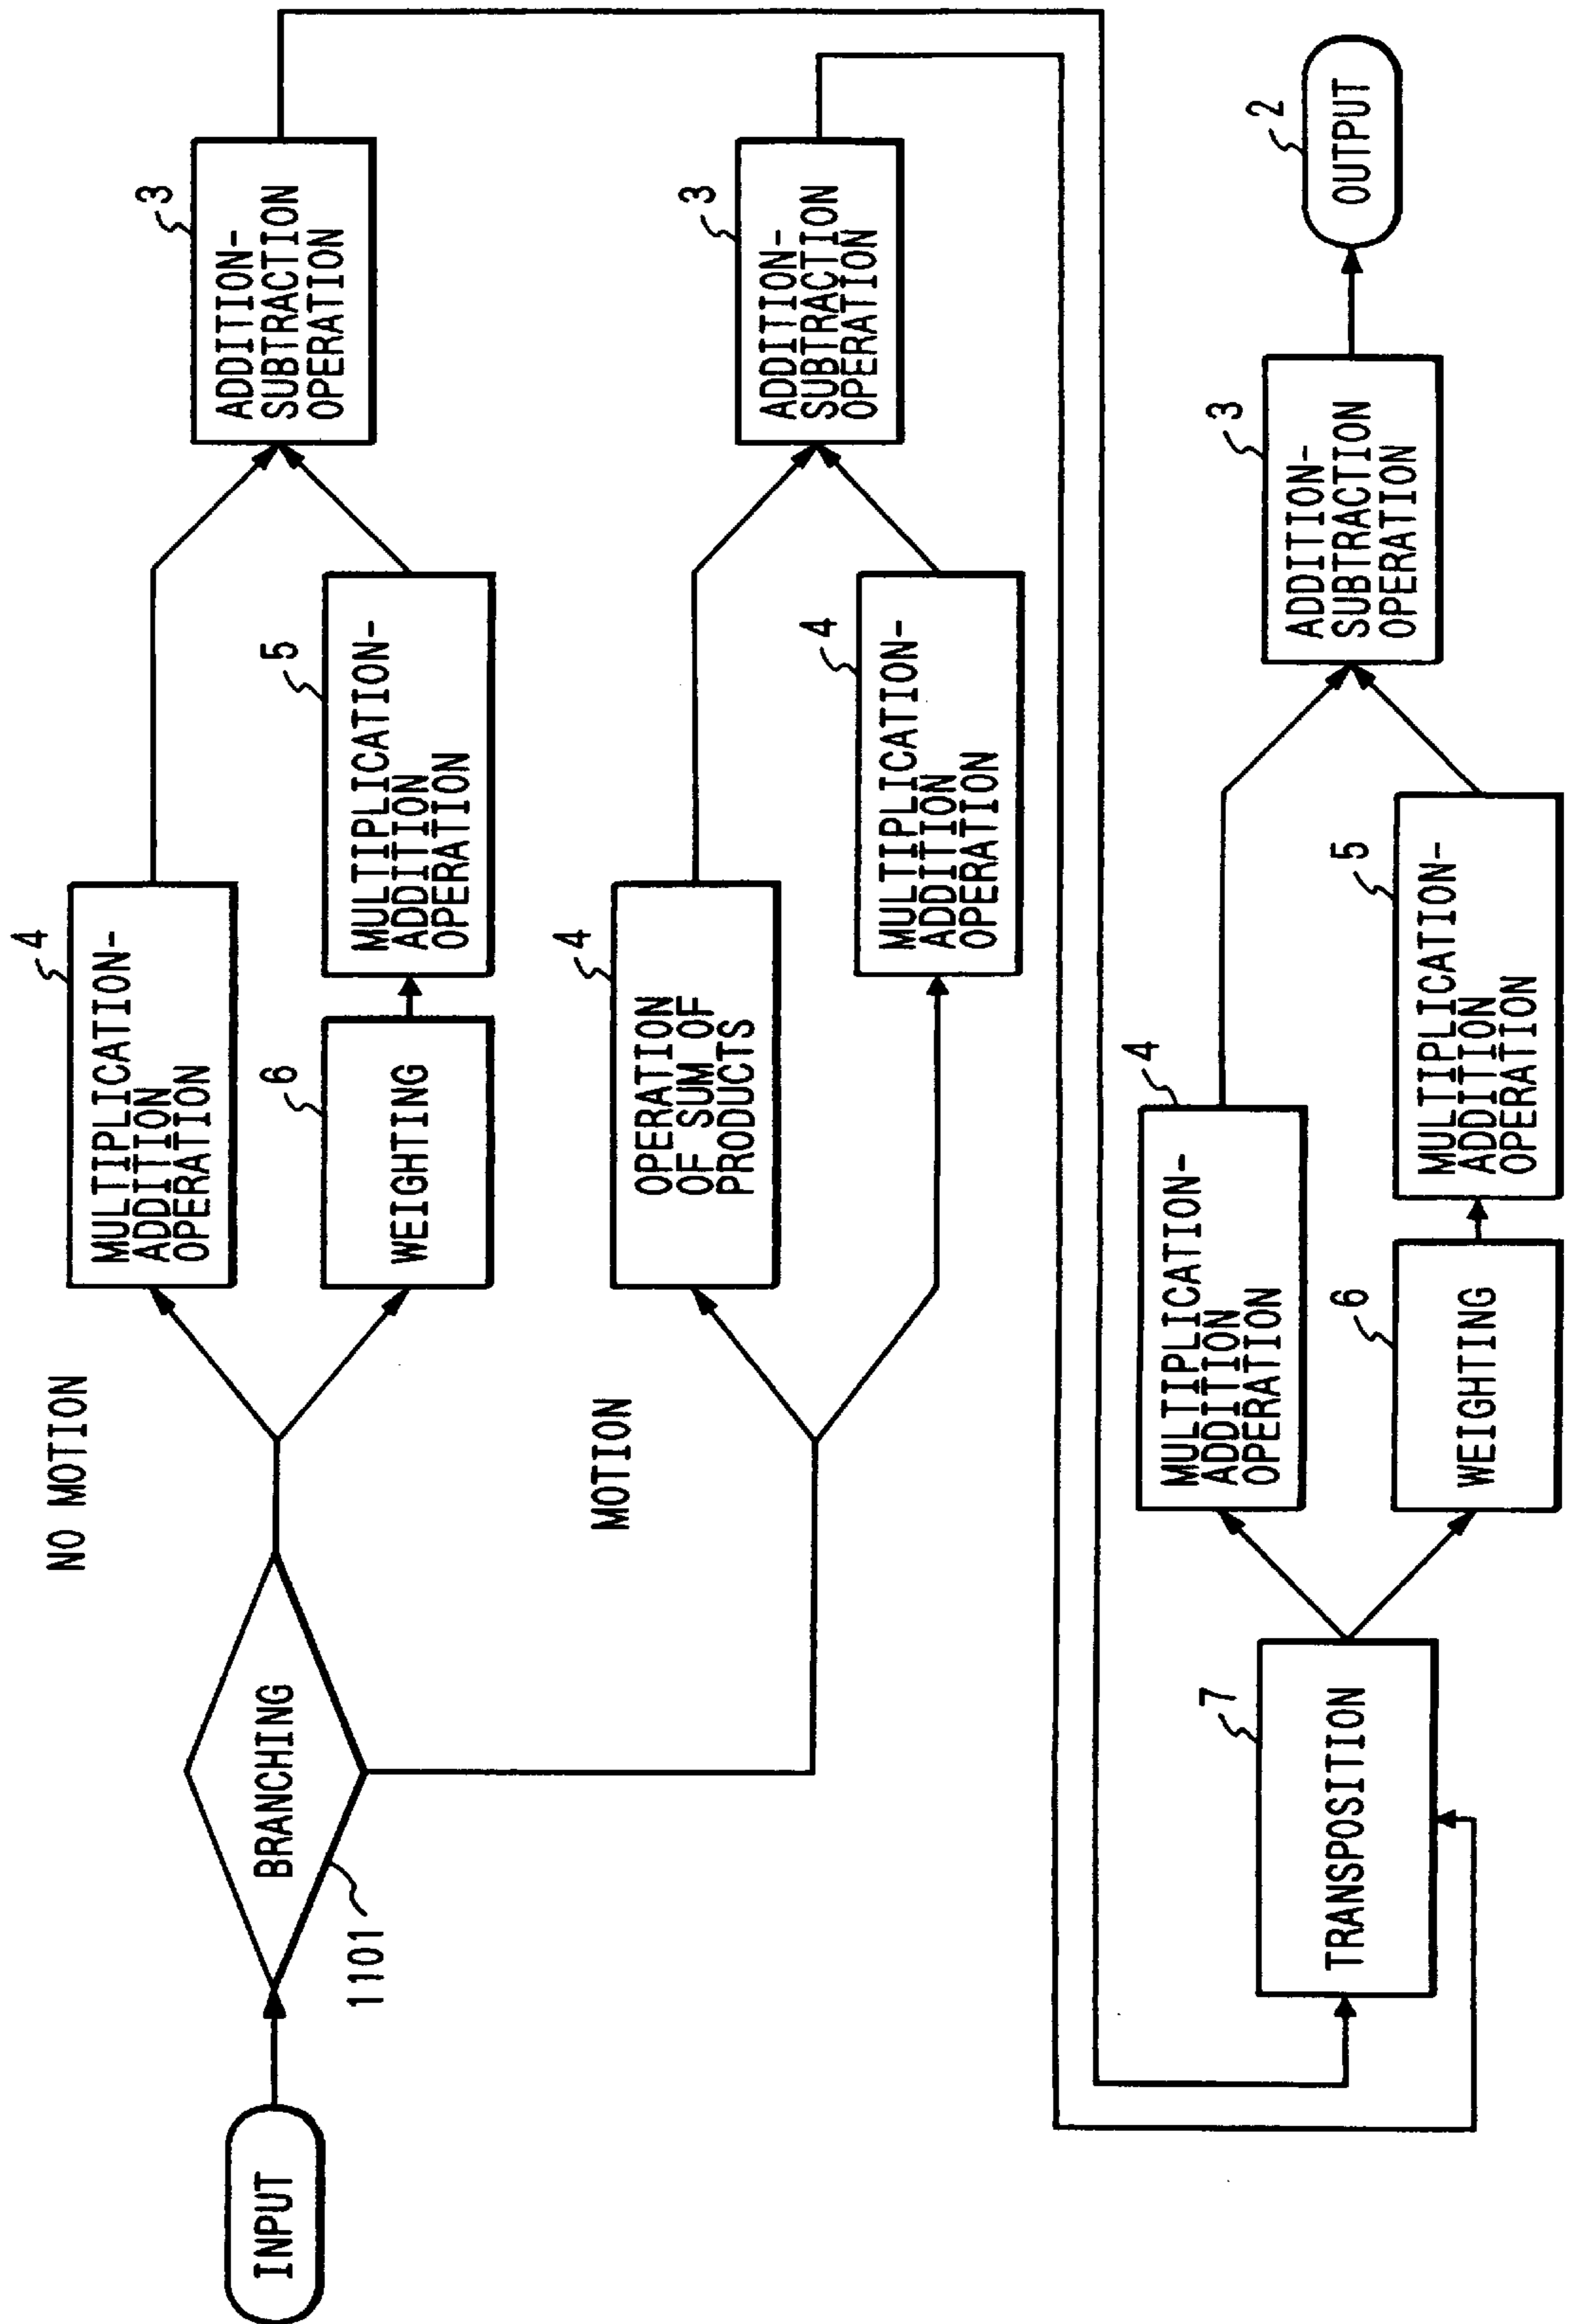 INPUT
BRANCHING
1101
NO MOTION
4
MULTIPLICATION-
ADDITION
OPERATION
6
WEIGHTING
5
MULTIPLICATION-
ADDITION
OPERATION
3
ADDITION-
SUBTRACTION
OPERATION
MOTION
4
OPERATION
OF SUM OF
PRODUCTS
4
MULTIPLICATION-
ADDITION
OPERATION
3
ADDITION-
SUBTRACTION
OPERATION
7
TRANSPOSITION
4
MULTIPLICATION-
ADDITION
OPERATION
6
WEIGHTING
5
MULTIPLICATION-
ADDITION
OPERATION
3
ADDITION-
SUBTRACTION
OPERATION
2
OUTPUT